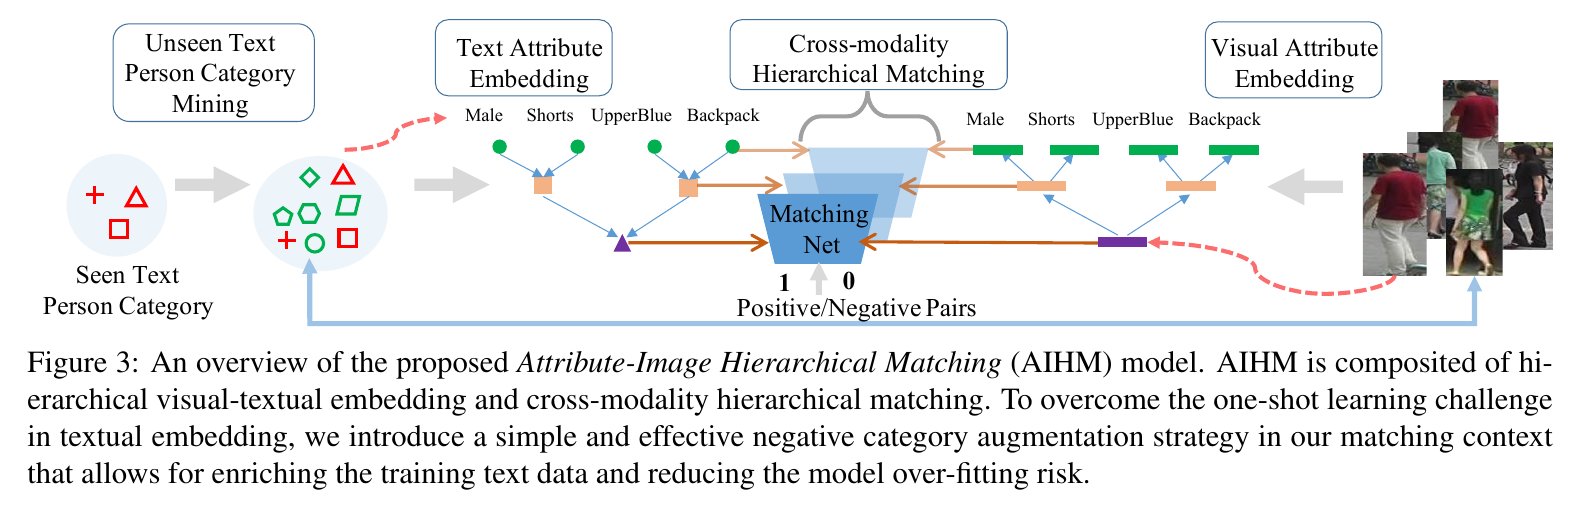 Unseen Text
Person Category
Mining
Text Attribute
Embedding
Cross-modality
Hierarchical Matching
Visual Attribute
Embedding
Male Shorts UpperBlue Backpack
Male Shorts UpperBlue Backpack
Matching
Net
1 0
Positive/Negative Pairs
Seen Text
Person Category
Figure 3: An overview of the proposed Attribute-Image Hierarchical Matching (AIHM) model. AIHM is composited of hi-
erarchical visual-textual embedding and cross-modality hierarchical matching. To overcome the one-shot learning challenge
in textual embedding, we introduce a simple and effective negative category augmentation strategy in our matching context
that allows for enriching the training text data and reducing the model over-fitting risk.